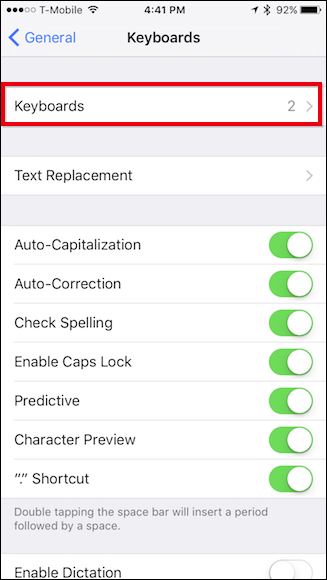 T-Mobile 4:41 PM 92%
General Keyboards
Keyboards 2
Text Replacement
Auto-Capitalization
Auto-Correction
Check Spelling
Enable Caps Lock
Predictive
Character Preview
“.” Shortcut
Double tapping the space bar will insert a period
followed by a space.
Enable Dictation